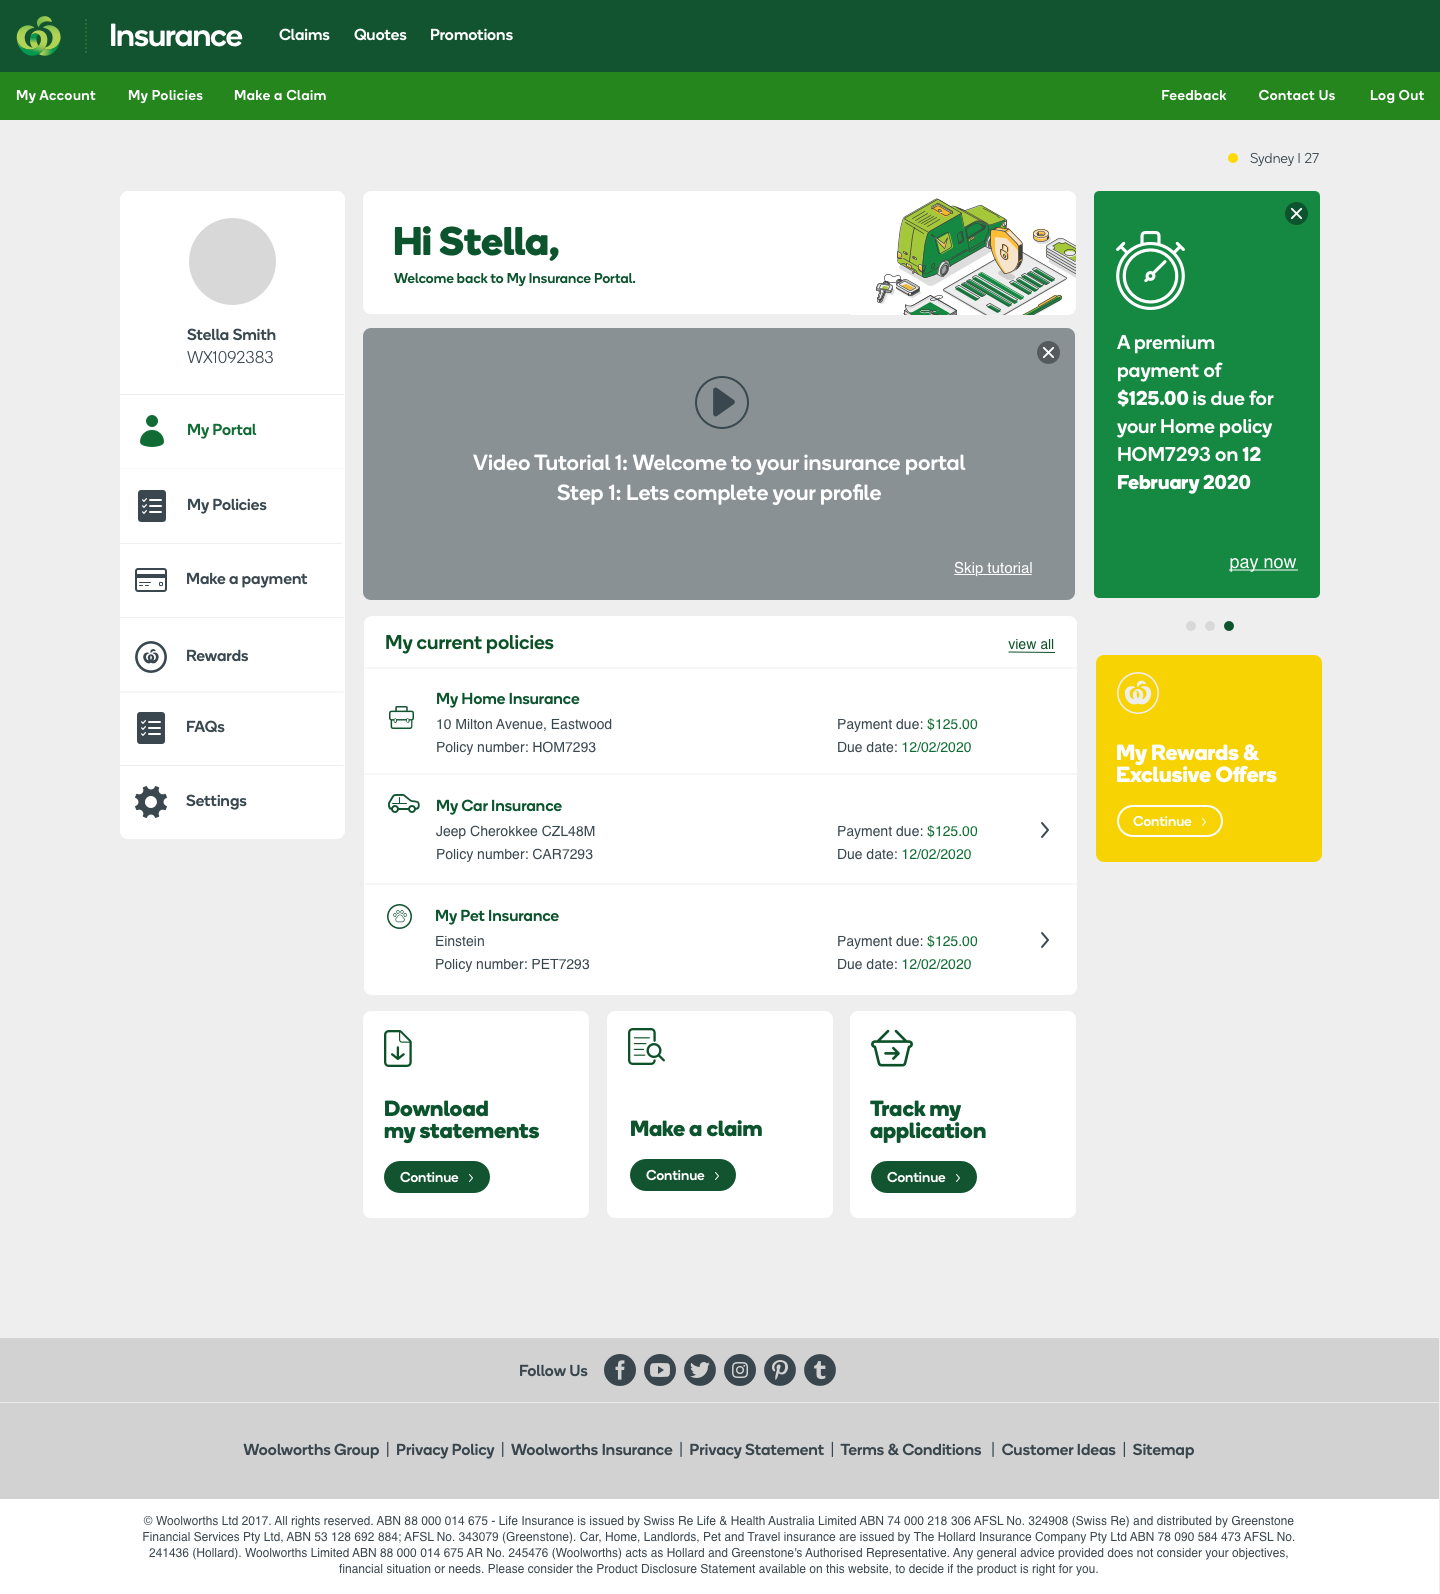 Insurance
Claims
Quotes
Promotions
My Account
My Policies
Make a Claim
Feedback
Contact Us
Log Out
Sydney | 27
Stella Smith
WX1092383
My Portal
My Policies
Make a payment
Rewards
FAQs
Settings
Hi Stella,
Welcome back to My Insurance Portal.
Video Tutorial 1: Welcome to your insurance portal
Step 1: Lets complete your profile
Skip tutorial
A premium
payment of
$125.00 is due for
your Home policy
HOM7293 on 12
February 2020
pay now
My current policies
view all
My Home Insurance
10 Milton Avenue, Eastwood
Payment due: $125.00
Policy number: HOM7293
Due date: 12/02/2020
My Car Insurance
Jeep Cherokkee CZL48M
Payment due: $125.00
Policy number: CAR7293
Due date: 12/02/2020
My Pet Insurance
Einstein
Payment due: $125.00
Policy number: PET7293
Due date: 12/02/2020
My Rewards &
Exclusive Offers
Continue
Download
my statements
Continue
Make a claim
Continue
Track my
application
Continue
Follow Us
Woolworths Group | Privacy Policy | Woolworths Insurance | Privacy Statement | Terms & Conditions | Customer Ideas | Sitemap
© Woolworths Ltd 2017. All rights reserved. ABN 88 000 014 675 - Life Insurance is issued by Swiss Re Life & Health Australia Limited ABN 74 000 218 306 AFSL No. 324908 (Swiss Re) and distributed by Greenstone
Financial Services Pty Ltd, ABN 53 128 692 884; AFSL No. 343079 (Greenstone). Car, Home, Landlords, Pet and Travel insurance are issued by The Hollard Insurance Company Pty Ltd ABN 78 090 584 473 AFSL No.
241436 (Hollard). Woolworths Limited ABN 88 000 014 675 AR No. 245476 (Woolworths) acts as Hollard and Greenstone's Authorised Representative. Any general advice provided does not consider your objectives,
financial situation or needs. Please consider the Product Disclosure Statement available on this website, to decide if the product is right for you.